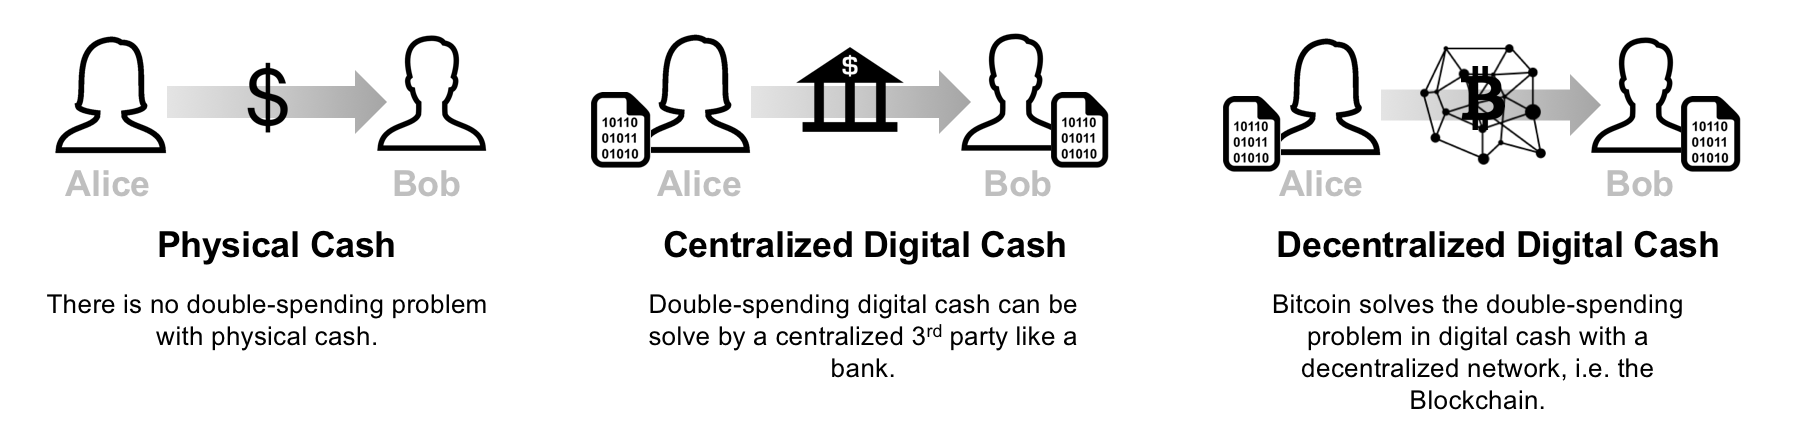 $
Alice
Bob
Physical Cash
There is no double-spending problem
with physical cash.
10110
01011
01010
$
10110
01011
01010
Alice
Bob
Centralized Digital Cash
Double-spending digital cash can be
solve by a centralized 3rd party like a
bank.
10110
01011
01010
₿
10110
01011
01010
Alice
Bob
Decentralized Digital Cash
Bitcoin solves the double-spending
problem in digital cash with a
decentralized network, i.e. the
Blockchain.